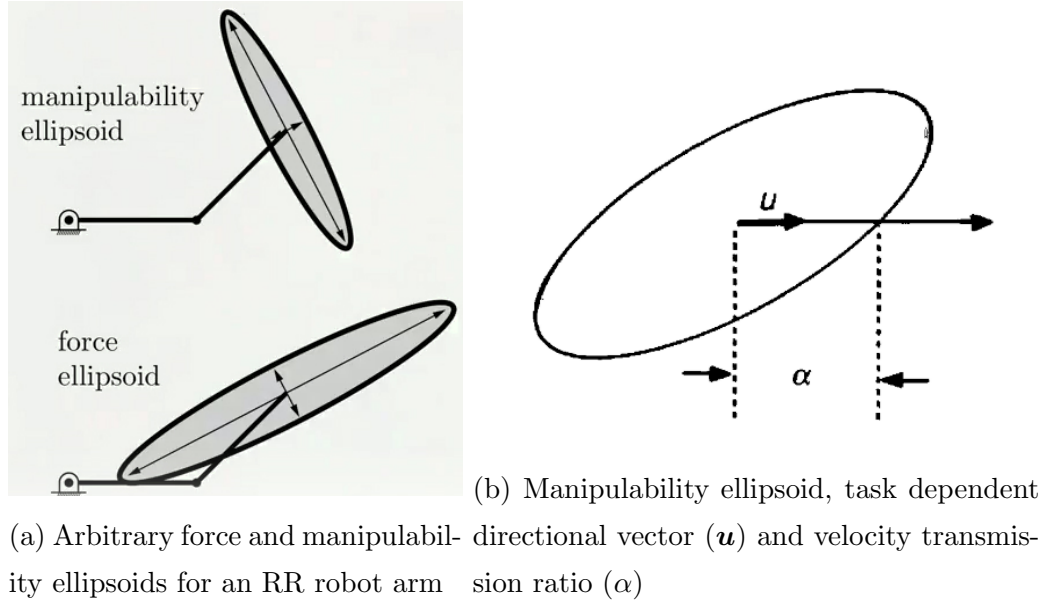 manipulability
ellipsoid
force
ellipsoid
(a) Arbitrary force and manipulabil-
ity ellipsoids for an RR robot arm
u
α
(b) Manipulability ellipsoid, task dependent
directional vector (u) and velocity transmis-
sion ratio (α)